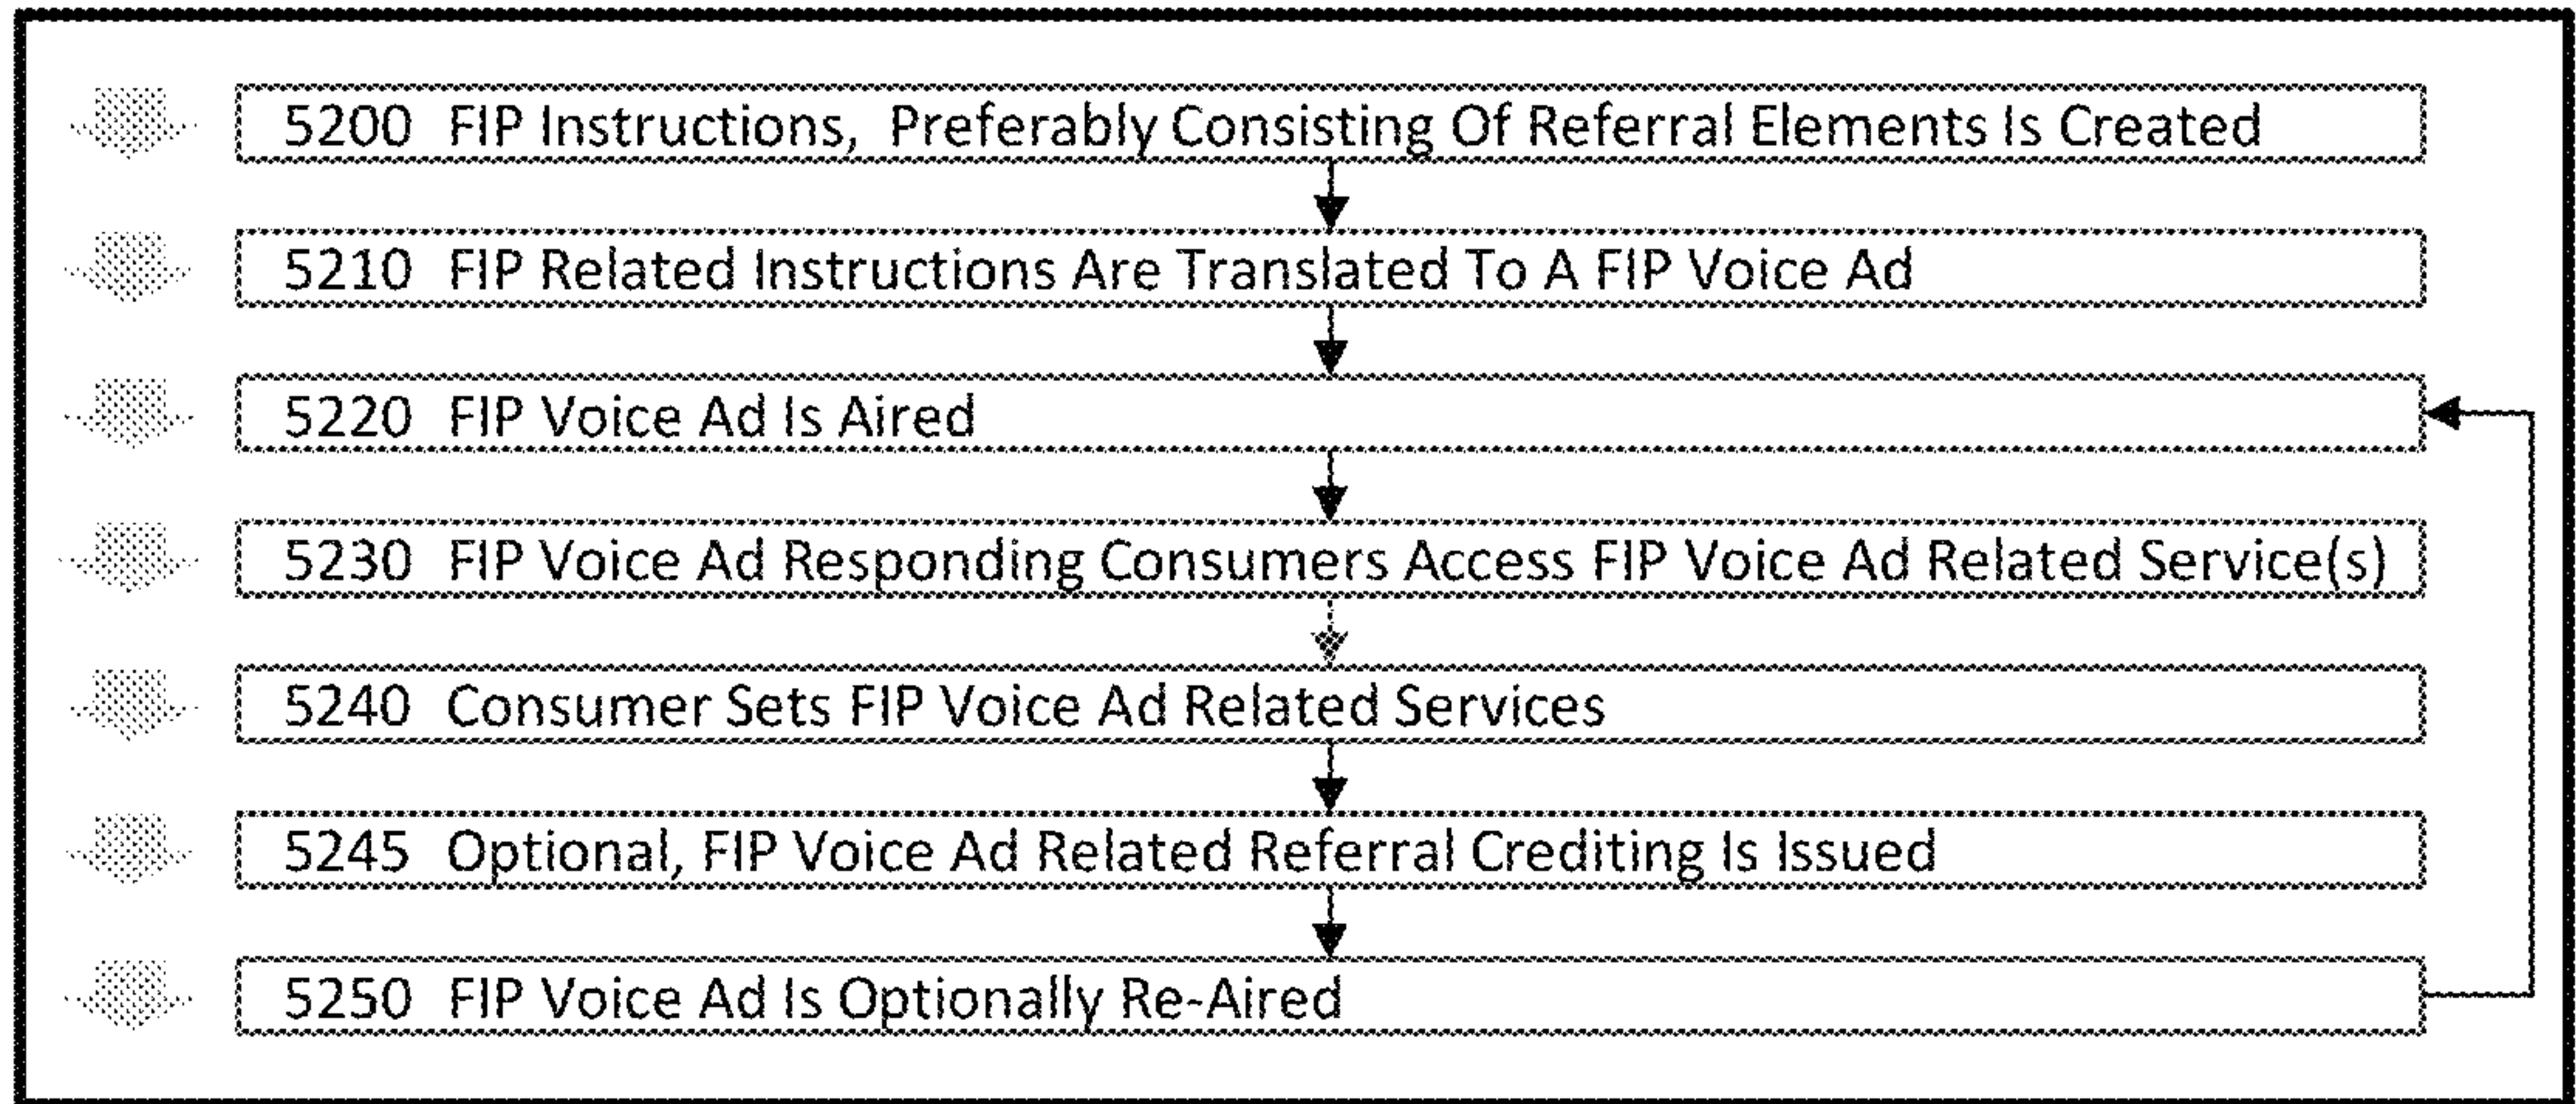 5200 FIP Instructions, Preferably Consisting Of Referral Elements Is Created
5210 FIP Related Instructions Are Translated To A FIP Voice Ad
5220 FIP Voice Ad Is Aired
5230 FIP Voice Ad Responding Consumers Access FIP Voice Ad Related Service(s)
5240 Consumer Sets FIP Voice Ad Related Services
5245 Optional, FIP Voice Ad Related Referral Crediting Is Issued
5250 FIP Voice Ad Is Optionally Re-Aired